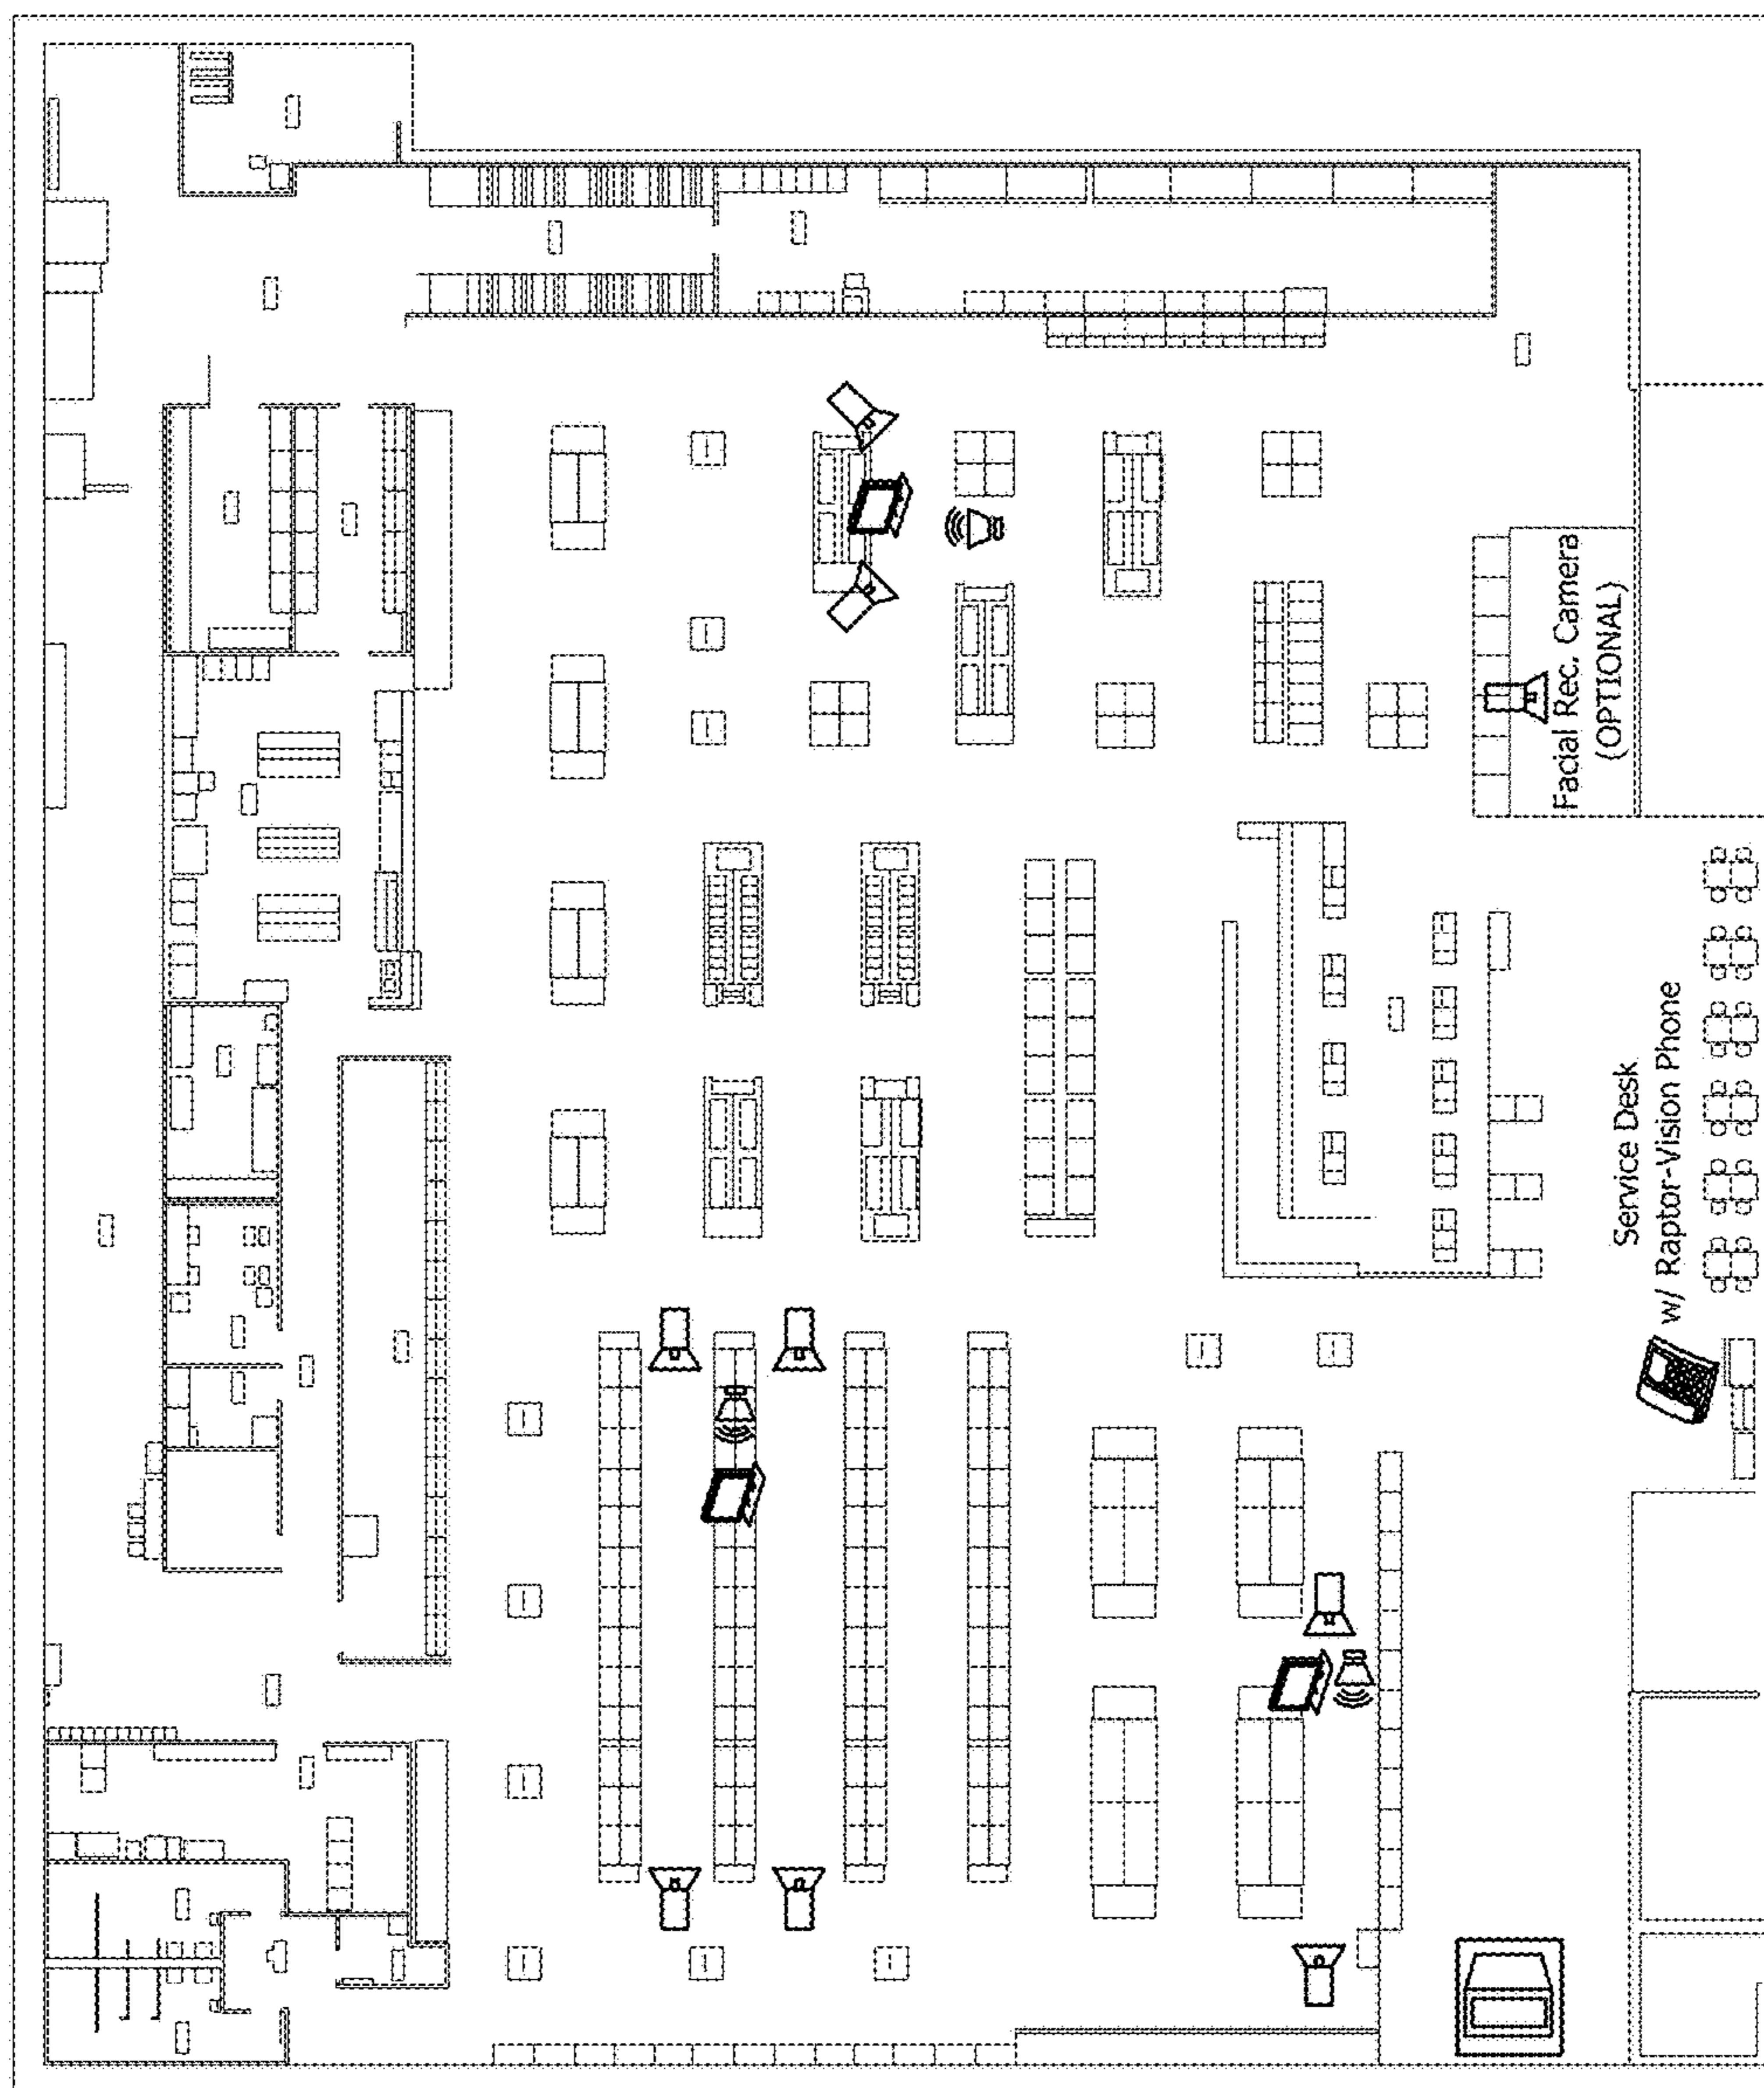 Facial Rec. Camera
(OPTIONAL)
Service Desk
w/ Raptor-Vision Phone